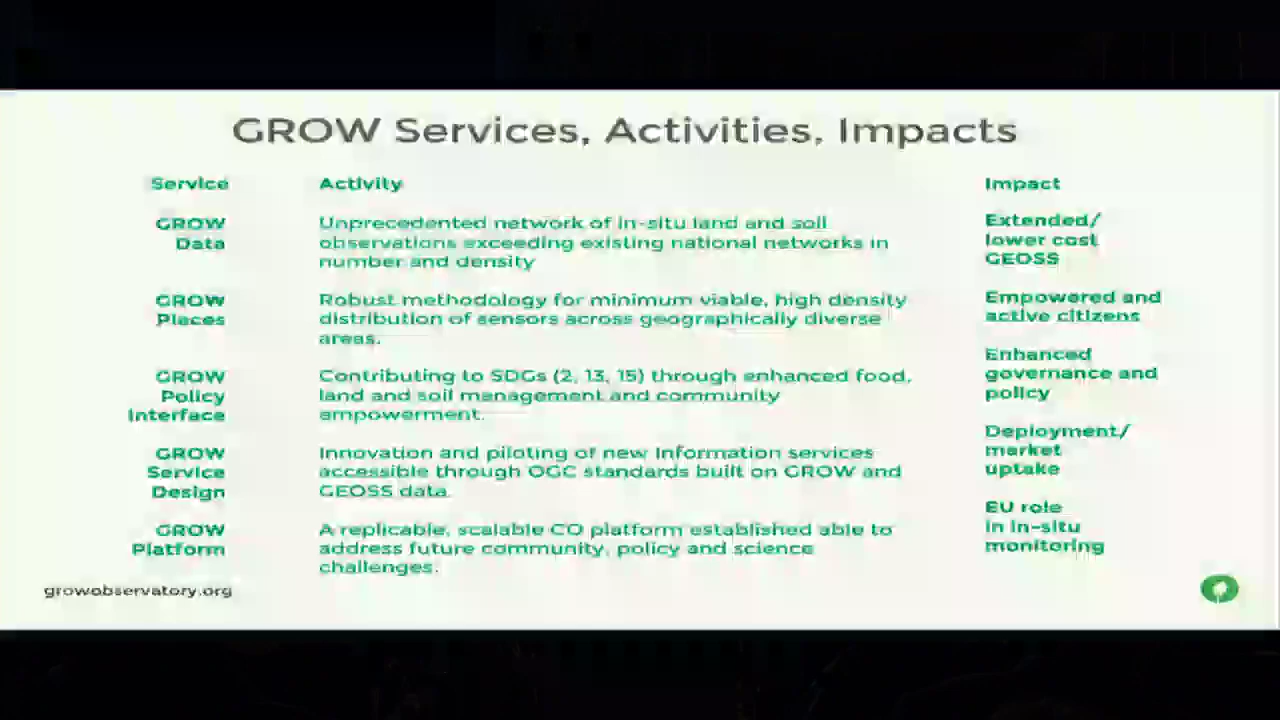 GROW Services, Activities, Impacts
Service
Activity
Impact
GROW
Data
Unprecedented network of in-situ land and soil
observations exceeding existing national networks in
number and density
Extended/
lower cost
GEOSS
GROW
Places
Robust methodology for minimum viable, high density
distribution of sensors across geographically diverse
areas.
Empowered and
active citizens
GROW
Policy
Interface
Contributing to SDGs (2, 13, 15) through enhanced food,
land and soil management and community
empowerment.
Enhanced
governance and
policy
GROW
Service
Design
Innovation and piloting of new information services
accessible through OGC standards built on GROW and
GEOSS data.
Deployment/
market
uptake
GROW
Platform
A replicable, scalable CO platform established able to
address future community, policy and science
challenges.
EU role
in in-situ
monitoring
growobservatory.org